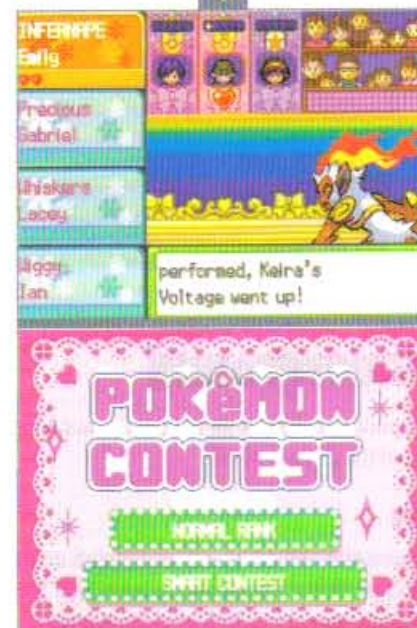 INFERNAPE
Emily
Precious
Gabriel
Whiskers
Lacey
Wiggy
Ian
performed, Keira's
Voltage went up!
POKéMON
CONTEST
NORMAL RANK
SMART CONTEST